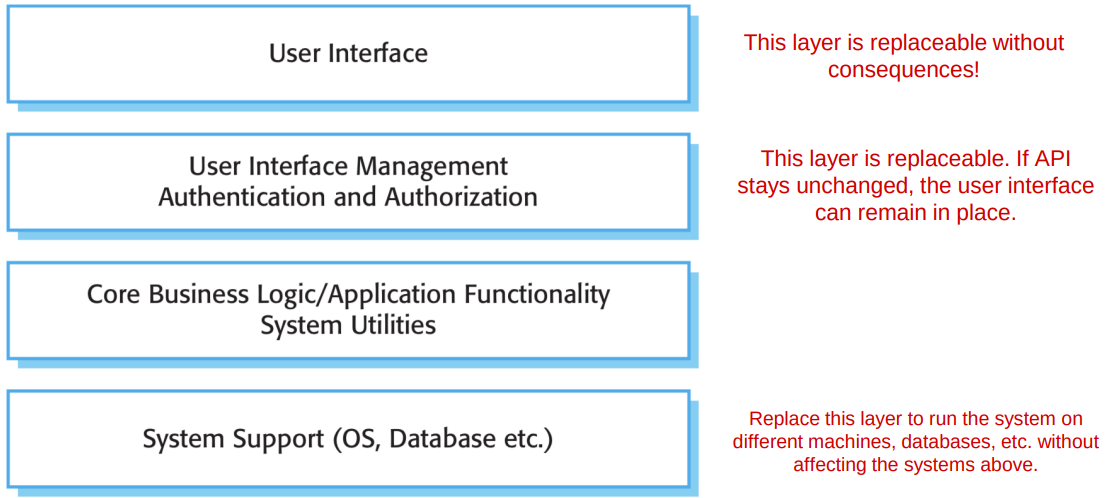 User Interface
This layer is replaceable without
consequences!
User Interface Management
Authentication and Authorization
This layer is replaceable. If API
stays unchanged, the user interface
can remain in place.
Core Business Logic/Application Functionality
System Utilities
System Support (OS, Database etc.)
Replace this layer to run the system on
different machines, databases, etc. without
affecting the systems above.